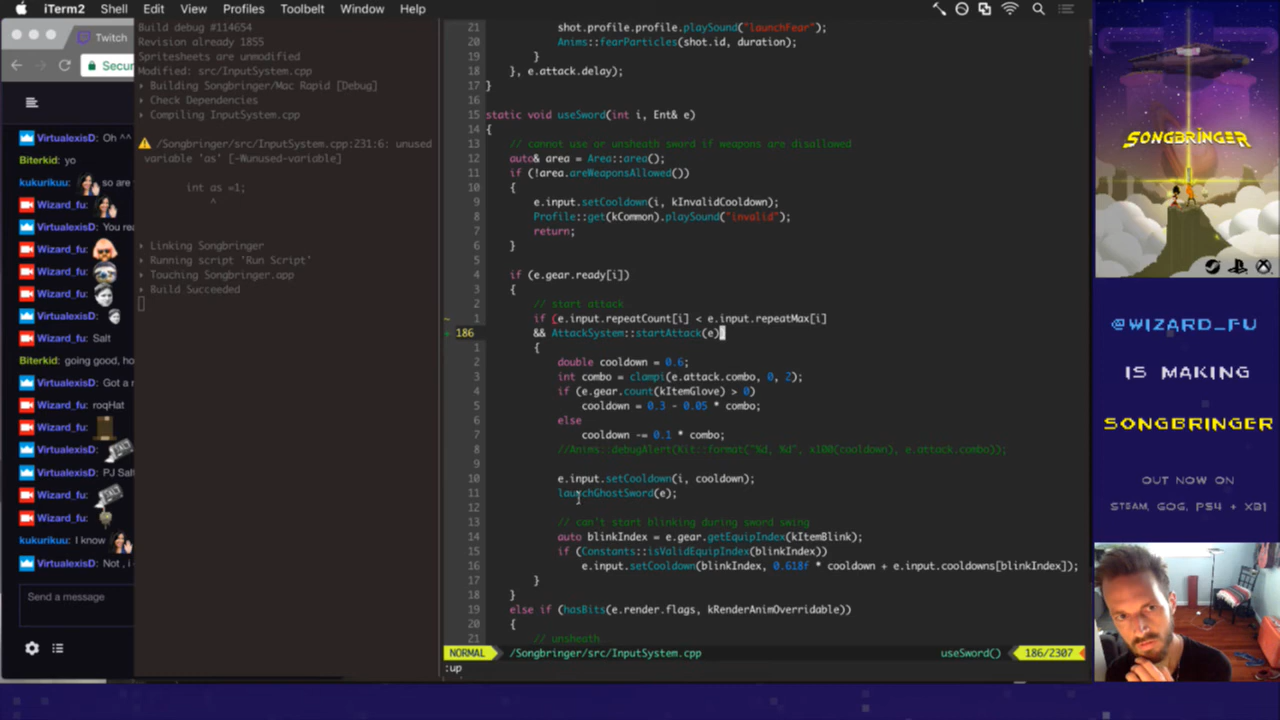 iTerm2 Shell Edit View Profiles Toolbelt Window Help
Twitch
Secur
VirtualexisD: Oh ^^
Biterkid: yo
kukurikuu: so are
Wizard_fu:
VirtualexisD: You rea
Wizard_fu:
Wizard_fu:
Wizard_fu:
VirtualexisD:
Wizard_fu: Salt
Biterkid: going good, ho
VirtualexisD: Got a r
Wizard_fu: roqHat
Wizard_fu:
VirtualexisD:
VirtualexisD: PJ Salt
Wizard_fu:
Wizard_fu:
kukurikuu: I know
VirtualexisD: Not , i
Send a message
Build debug #114654
Revision already 1855
Spritesheets are unmodified
Modified: src/InputSystem.cpp
Building Songbringer/Mac Rapid [Debug]
Check Dependencies
Compiling InputSystem.cpp
/Songbringer/src/InputSystem.cpp:231:6: unused
variable 'as' [-Wunused-variable]
int as =1;
^
Linking Songbringer
Running script 'Run Script'
Touching Songbringer.app
Build Succeeded
21 shot.profile.profile.playSound("launchFear");
20 Anims::fearParticles(shot.id, duration);
19 }
18 }, e.attack.delay);
17 }
16
15 static void useSword(int i, Ent& e)
14 {
13 // cannot use or unsheath sword if weapons are disallowed
12 auto& area = Area::area();
11 if (!area.areWeaponsAllowed())
10 {
9 e.input.setCooldown(i, kInvalidCooldown);
8 Profile::get(kCommon).playSound("invalid");
7 return;
6 }
5
4 if (e.gear.ready[i])
3 {
2 // start attack
1 if (e.input.repeatCount[i] < e.input.repeatMax[i]
186 && AttackSystem::startAttack(e)
1 {
2 double cooldown = 0.6;
3 int combo = clampi(e.attack.combo, 0, 2);
4 if (e.gear.count(kItemGlove) > 0)
5 cooldown = 0.3 - 0.05 * combo;
6 else
7 cooldown -= 0.1 * combo;
8 //Anims::debugAlert(kit::format("%d, %d", x100(cooldown), e.attack.combo));
9
10 e.input.setCooldown(i, cooldown);
11 launchGhostSword(e);
12
13 // can't start blinking during sword swing
14 auto blinkIndex = e.gear.getEquipIndex(kItemBlink);
15 if (Constants::isValidEquipIndex(blinkIndex))
16 e.input.setCooldown(blinkIndex, 0.618f * cooldown + e.input.cooldowns[blinkIndex]);
17 }
18 }
19 else if (hasBits(e.render.flags, kRenderAnimOverridable))
20 {
21 // unsheath
NORMAL /Songbringer/src/InputSystem.cpp useSword() 186/2307
:up
SONGBRINGER
@WIZARD_FU
IS MAKING
SONGBRINGER
OUT NOW ON
STEAM, GOG, PS4 + XB1